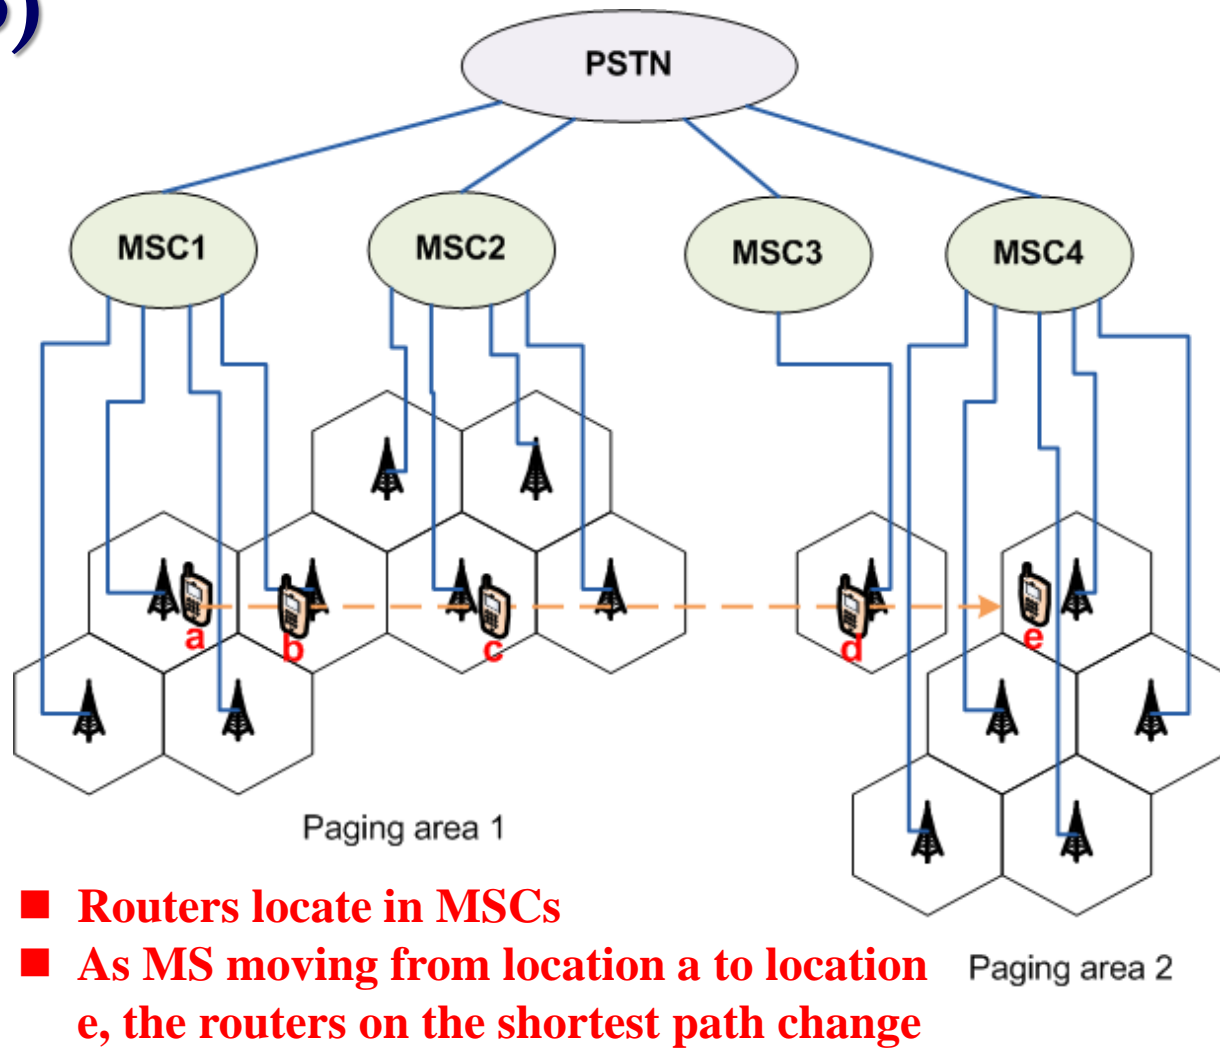 PSTN
MSC1
MSC2
MSC3
MSC4
a
b
c
d
e
Paging area 1
■ Routers locate in MSCs
■ As MS moving from location a to location
e, the routers on the shortest path change
Paging area 2